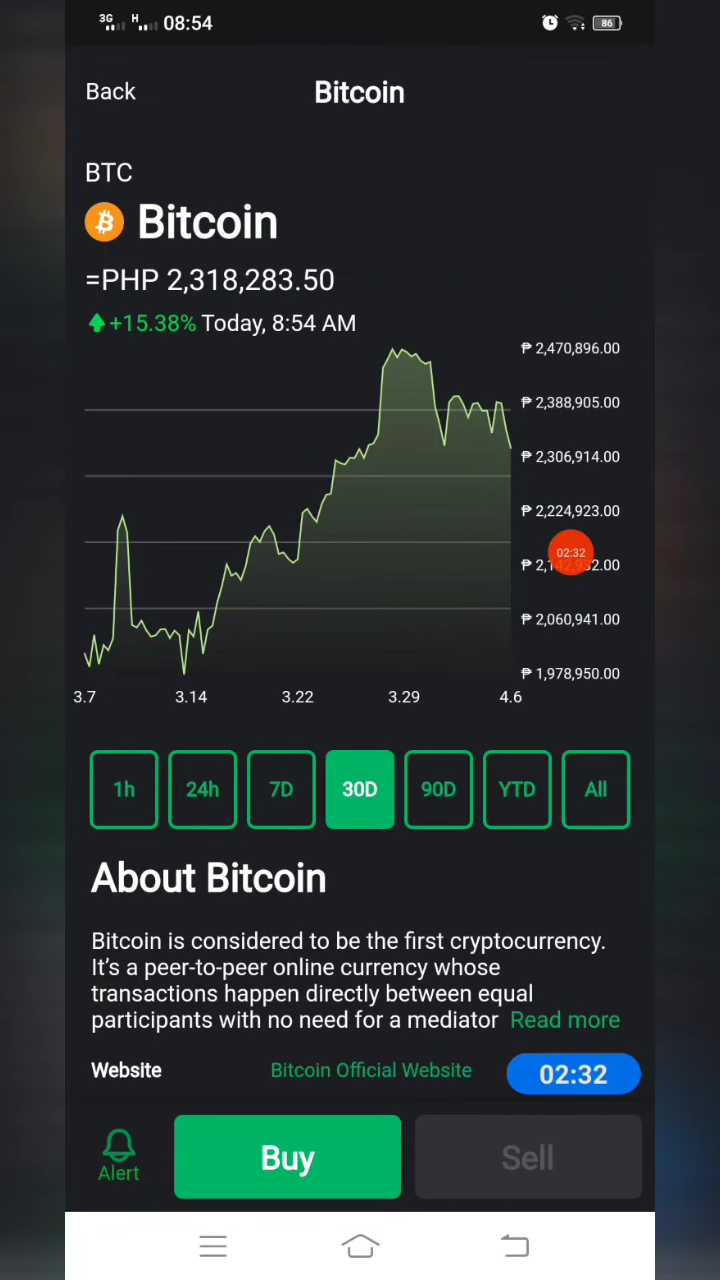 3G H 08:54 86
Back Bitcoin
BTC
Bitcoin
=PHP 2,318,283.50
+15.38% Today, 8:54 AM
₱ 2,470,896.00
₱ 2,388,905.00
₱ 2,306,914.00
₱ 2,224,923.00
02:32
₱ 2,142,932.00
₱ 2,060,941.00
₱ 1,978,950.00
3.7 3.14 3.22 3.29 4.6
1h 24h 7D 30D 90D YTD All
About Bitcoin
Bitcoin is considered to be the first cryptocurrency.
It’s a peer-to-peer online currency whose
transactions happen directly between equal
participants with no need for a mediator Read more
Website Bitcoin Official Website 02:32
Alert Buy Sell